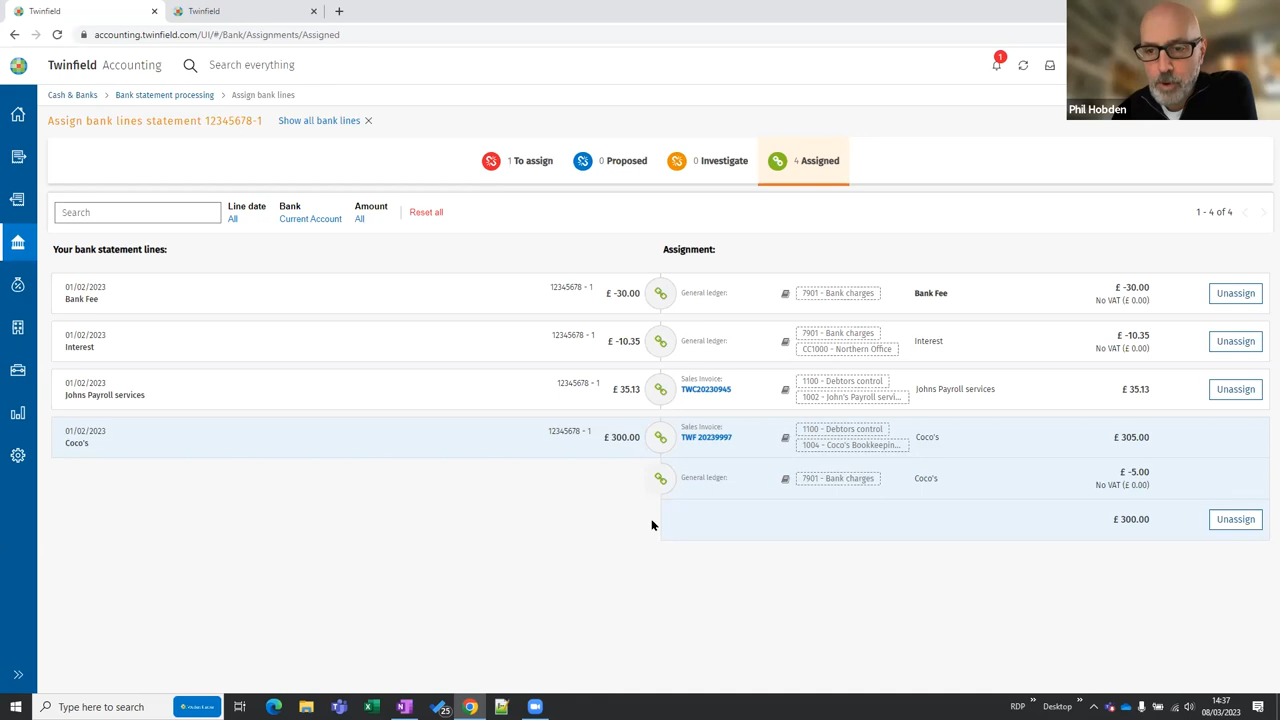 Twinfield
Twinfield
accounting.twinfield.com/UI/#/Bank/Assignments/Assigned
Twinfield Accounting
Search everything
1
Phil Hobden
Cash & Banks > Bank statement processing > Assign bank lines
Assign bank lines statement 12345678-1 Show all bank lines
1 To assign
0 Proposed
0 Investigate
4 Assigned
Search
Line date
All
Bank
Current Account
Amount
All
Reset all
1 - 4 of 4
Your bank statement lines:
Assignment:
01/02/2023
Bank Fee
12345678 - 1
£ -30.00
General ledger:
7901 - Bank charges
Bank Fee
£ -30.00
No VAT (£ 0.00)
Unassign
01/02/2023
Interest
12345678 - 1
£ -10.35
General ledger:
7901 - Bank charges
CC1000 - Northern Office
Interest
£ -10.35
No VAT (£ 0.00)
Unassign
01/02/2023
Johns Payroll services
12345678 - 1
£ 35.13
Sales Invoice:
TWC20230945
1100 - Debtors control
1002 - John's Payroll servi...
Johns Payroll services
£ 35.13
Unassign
01/02/2023
Coco's
12345678 - 1
£ 300.00
Sales Invoice:
TWF 20239997
1100 - Debtors control
1004 - Coco's Bookkeepin...
Coco's
£ 305.00
General ledger:
7901 - Bank charges
Coco's
£ -5.00
No VAT (£ 0.00)
£ 300.00
Unassign
Type here to search
25
RDP
Desktop
14:37
08/03/2023